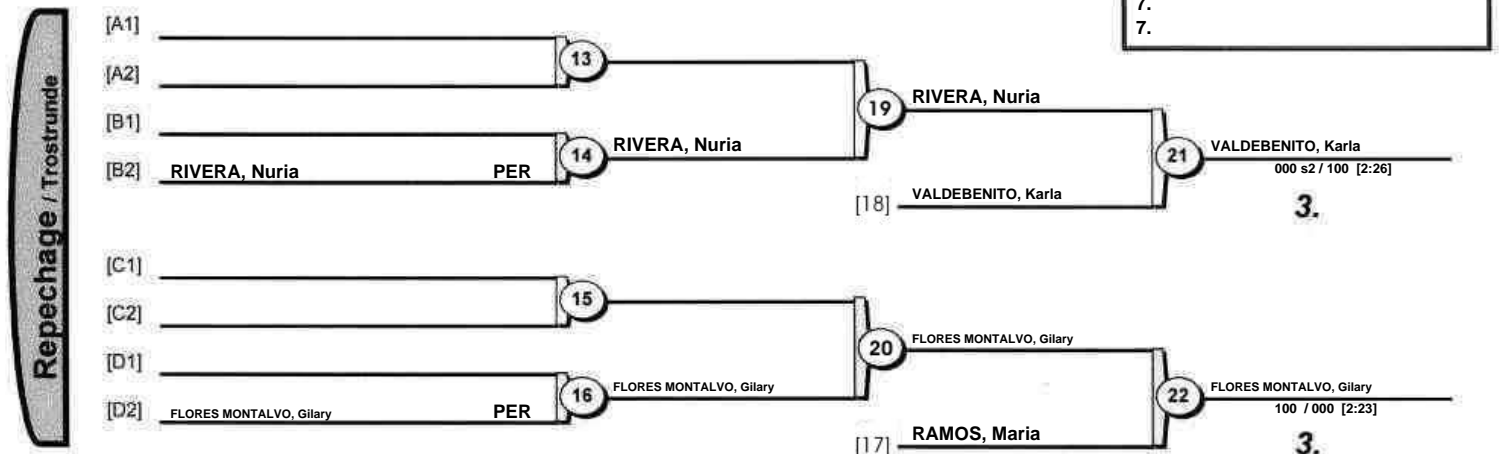 7.
7.
Repechage / Trostrunde
[A1]
13
[A2]
19 RIVERA, Nuria
[B1]
14 RIVERA, Nuria
[B2] RIVERA, Nuria PER
21 VALDEBENITO, Karla
000 s2 / 100 [2:26]
[18] VALDEBENITO, Karla
3.
[C1]
15
[C2]
20 FLORES MONTALVO, Gilary
[D1]
16 FLORES MONTALVO, Gilary
[D2] FLORES MONTALVO, Gilary PER
22 FLORES MONTALVO, Gilary
100 / 000 [2:23]
[17] RAMOS, Maria
3.